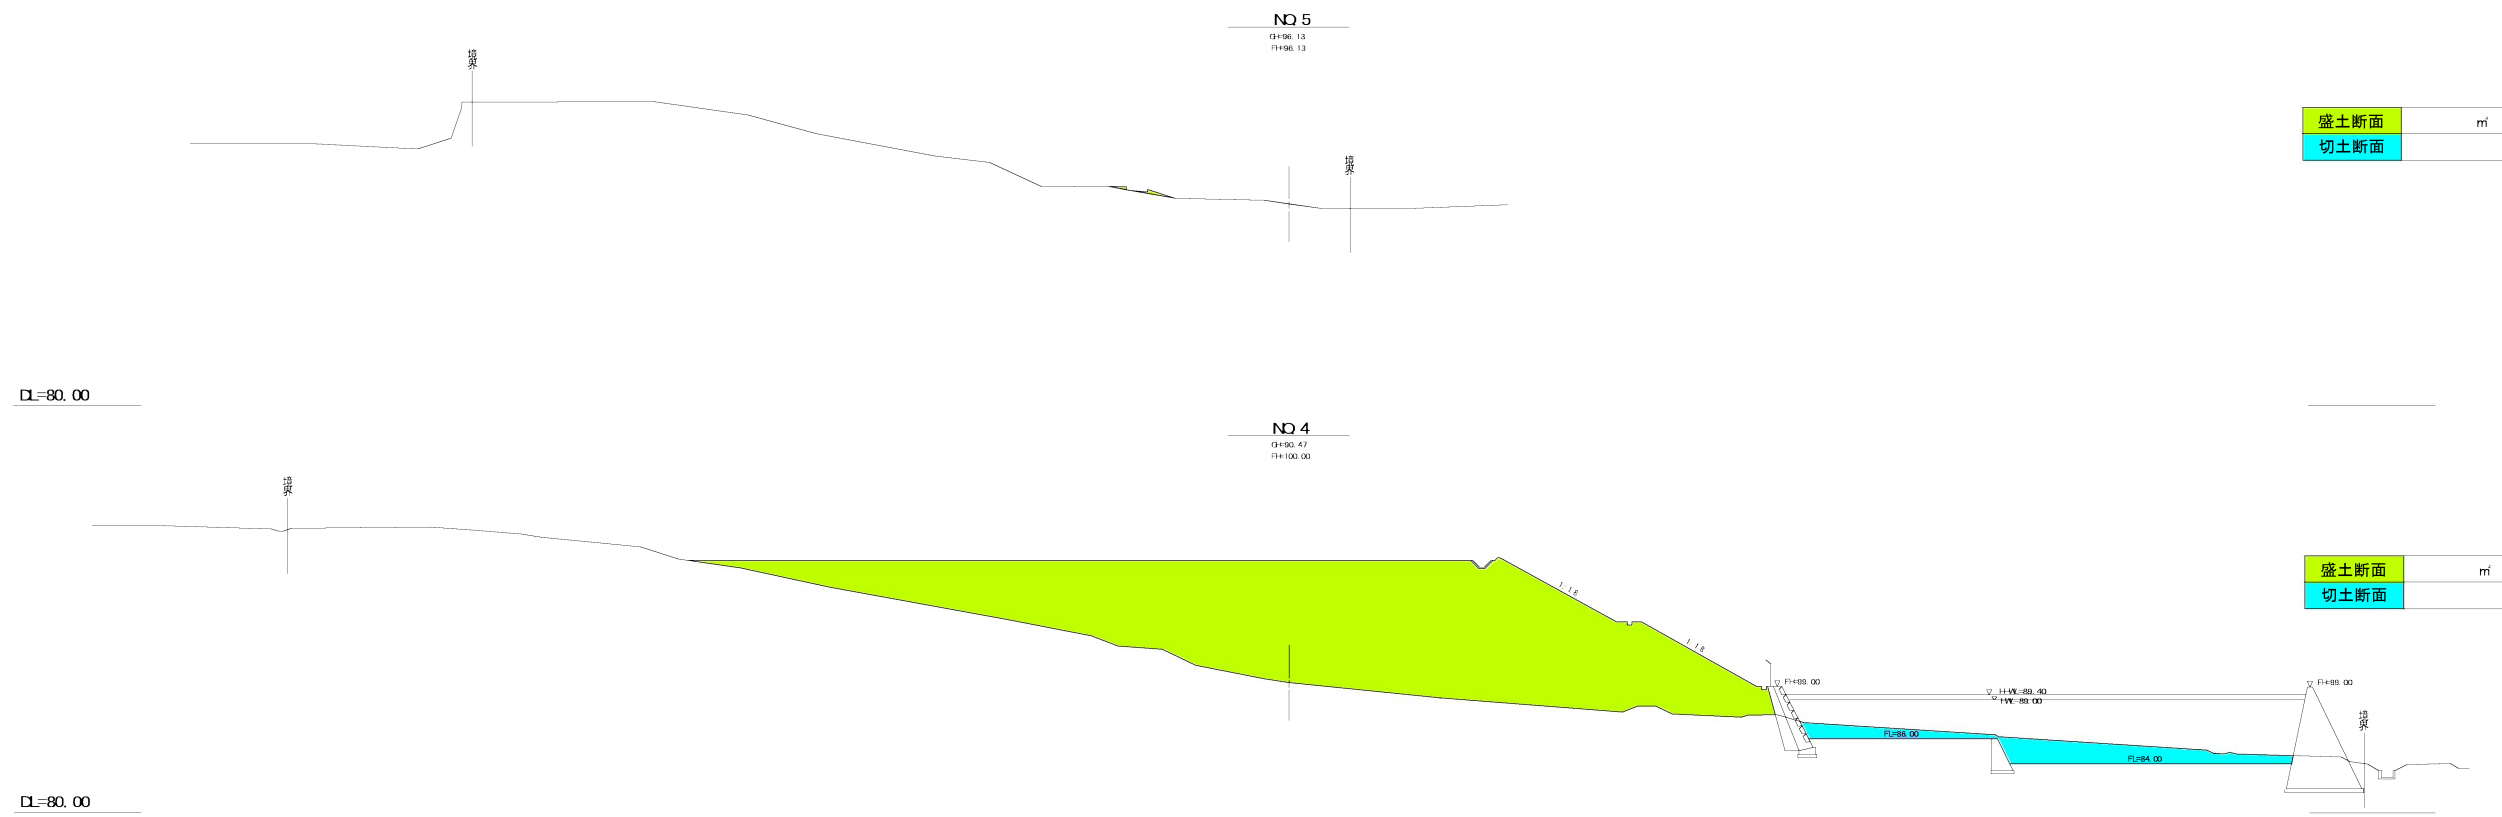 NO.5
GH=96.13
FH=96.13
境界
境界
盛土断面 ㎡
切土断面
DL=80.00
NO.4
GH=90.47
FH=100.00
境界
盛土断面 ㎡
切土断面
1:1.8
1:1.8
FH=89.00
H.H.W.L=89.40
H.W.L=89.00
FH=89.00
境界
FL=86.00
FL=84.00
DL=80.00